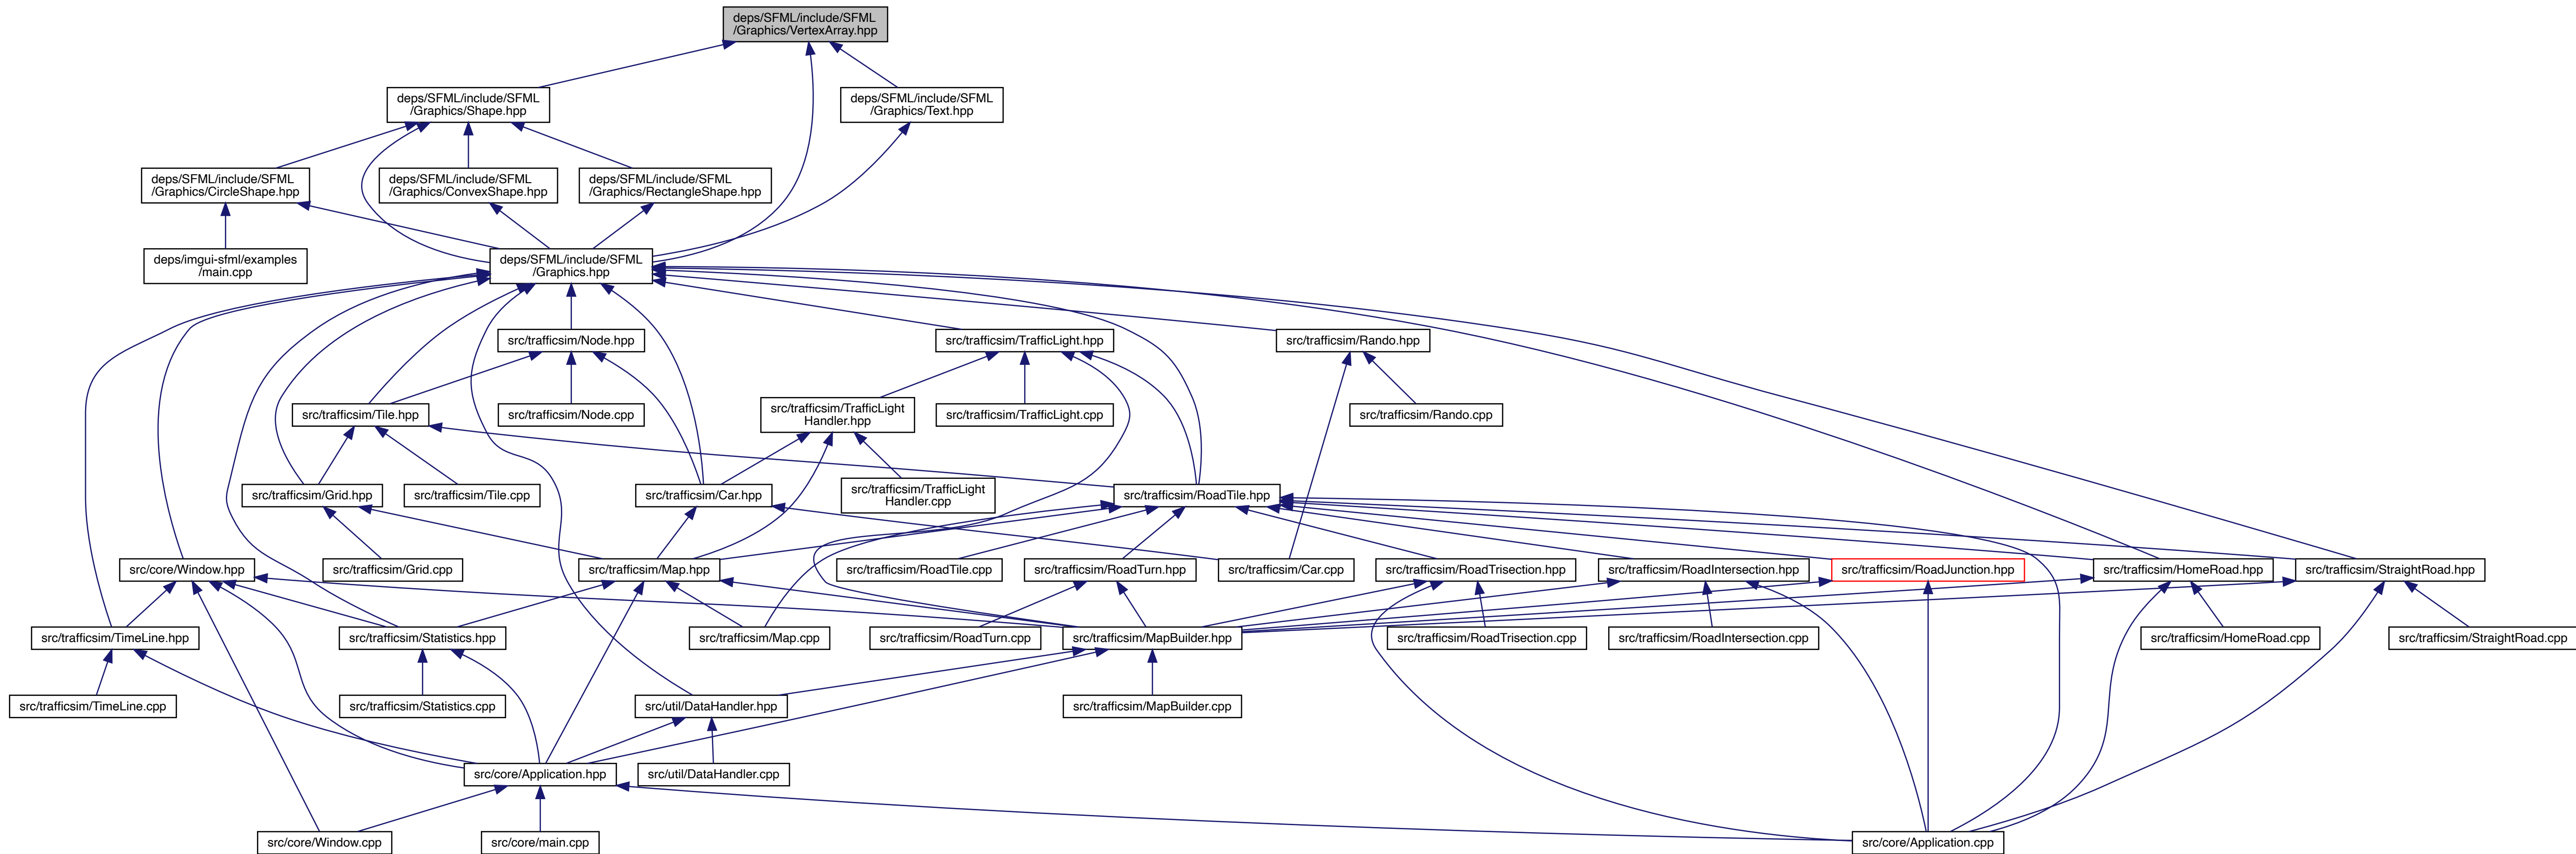 deps/SFML/include/SFML
/Graphics/VertexArray.hpp
deps/SFML/include/SFML
/Graphics/Shape.hpp
deps/SFML/include/SFML
/Graphics/Text.hpp
deps/SFML/include/SFML
/Graphics/CircleShape.hpp
deps/SFML/include/SFML
/Graphics/ConvexShape.hpp
deps/SFML/include/SFML
/Graphics/RectangleShape.hpp
deps/imgui-sfml/examples
/main.cpp
deps/SFML/include/SFML
/Graphics.hpp
src/trafficsim/Node.hpp
src/trafficsim/TrafficLight.hpp
src/trafficsim/Rando.hpp
src/trafficsim/Tile.hpp
src/trafficsim/Node.cpp
src/trafficsim/TrafficLight
Handler.hpp
src/trafficsim/TrafficLight.cpp
src/trafficsim/Rando.cpp
src/trafficsim/Grid.hpp
src/trafficsim/Tile.cpp
src/trafficsim/Car.hpp
src/trafficsim/TrafficLight
Handler.cpp
src/trafficsim/RoadTile.hpp
src/core/Window.hpp
src/trafficsim/Grid.cpp
src/trafficsim/Map.hpp
src/trafficsim/RoadTile.cpp
src/trafficsim/RoadTurn.hpp
src/trafficsim/Car.cpp
src/trafficsim/RoadTrisection.hpp
src/trafficsim/RoadIntersection.hpp
src/trafficsim/RoadJunction.hpp
src/trafficsim/HomeRoad.hpp
src/trafficsim/StraightRoad.hpp
src/trafficsim/TimeLine.hpp
src/trafficsim/Statistics.hpp
src/trafficsim/Map.cpp
src/trafficsim/RoadTurn.cpp
src/trafficsim/MapBuilder.hpp
src/trafficsim/RoadTrisection.cpp
src/trafficsim/RoadIntersection.cpp
src/trafficsim/HomeRoad.cpp
src/trafficsim/StraightRoad.cpp
src/trafficsim/TimeLine.cpp
src/trafficsim/Statistics.cpp
src/util/DataHandler.hpp
src/trafficsim/MapBuilder.cpp
src/core/Application.hpp
src/util/DataHandler.cpp
src/core/Window.cpp
src/core/main.cpp
src/core/Application.cpp